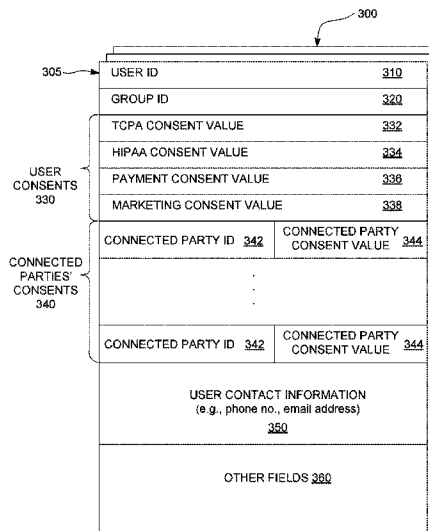 300
305
USER ID 310
GROUP ID 320
TCPA CONSENT VALUE 332
HIPAA CONSENT VALUE 334
PAYMENT CONSENT VALUE 336
MARKETING CONSENT VALUE 338
USER
CONSENTS
330
CONNECTED PARTY ID 342 CONNECTED PARTY
CONSENT VALUE 344
CONNECTED
PARTIES'
CONSENTS
340
CONNECTED PARTY ID 342 CONNECTED PARTY
CONSENT VALUE 344
USER CONTACT INFORMATION
(e.g., phone no., email address)
350
OTHER FIELDS 360